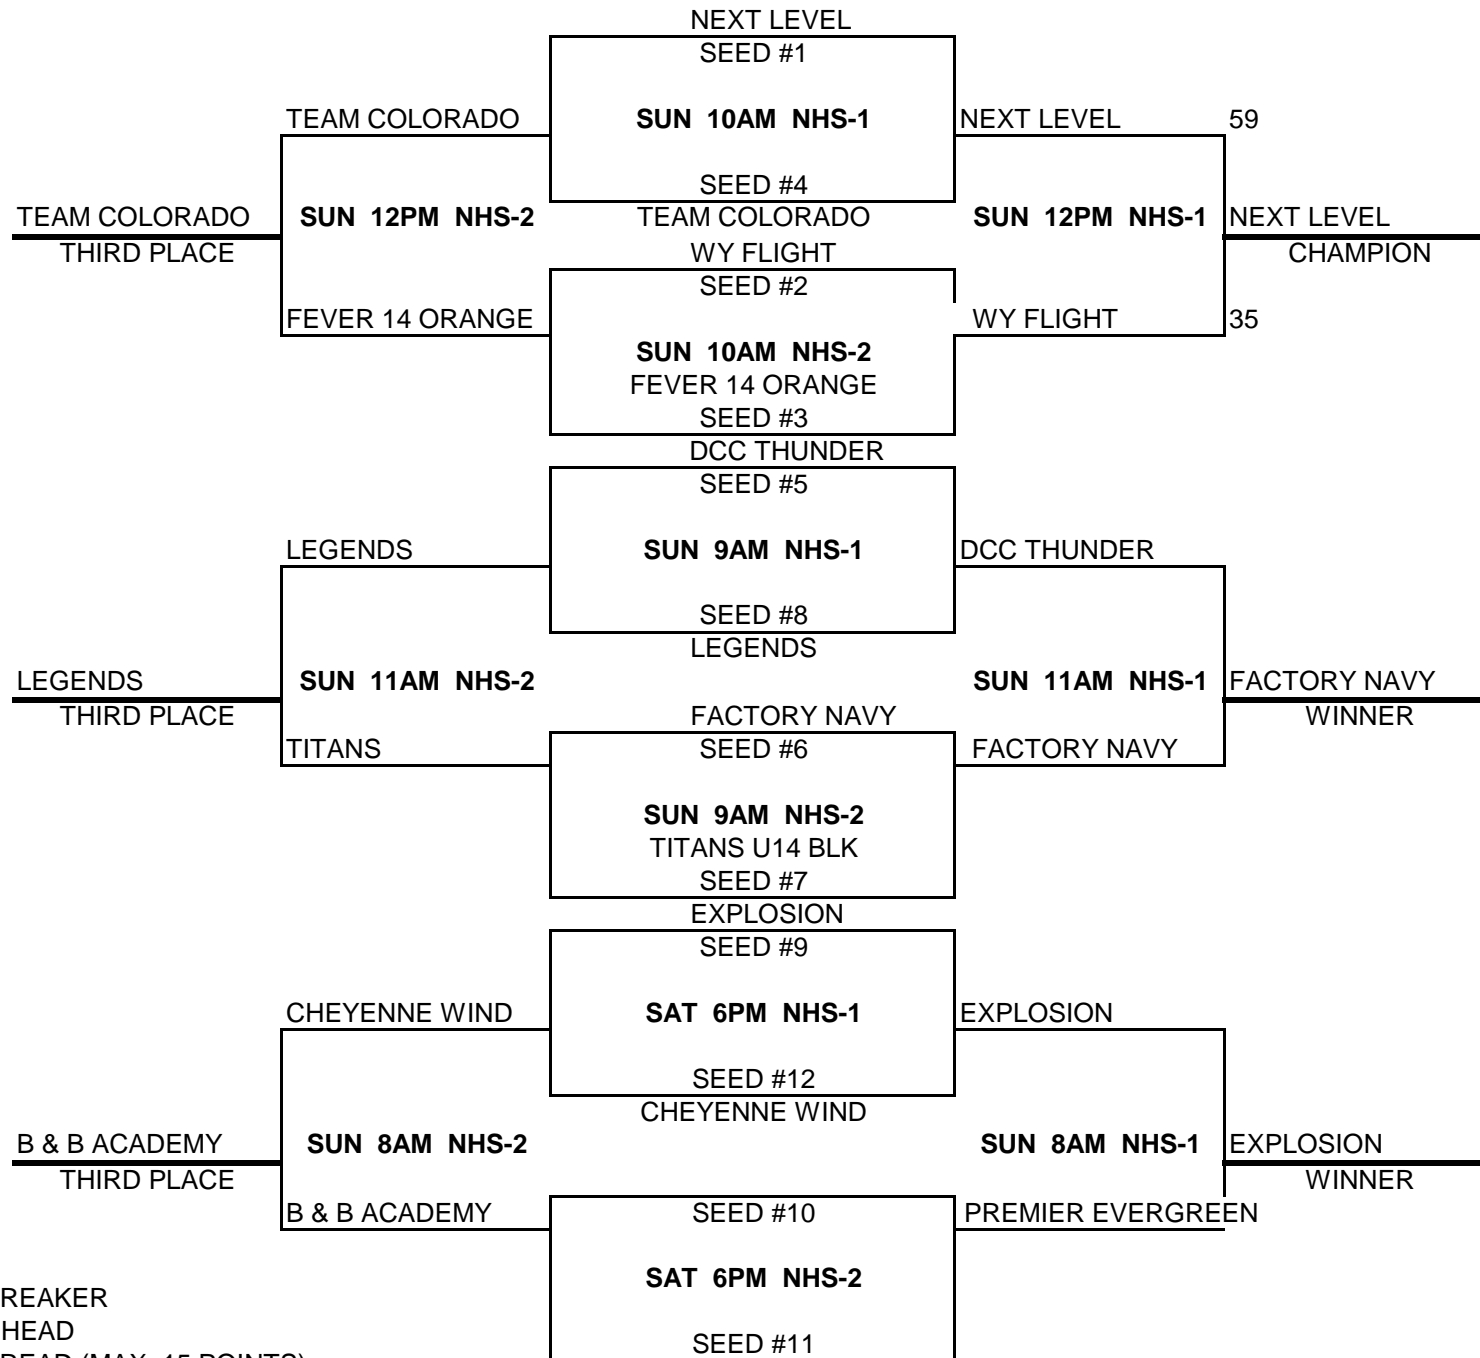 NEXT LEVEL
SEED #1
TEAM COLORADO SUN 10AM NHS-1 NEXT LEVEL 59
SEED #4
TEAM COLORADO SUN 12PM NHS-2 TEAM COLORADO SUN 12PM NHS-1 NEXT LEVEL
THIRD PLACE WY FLIGHT CHAMPION
SEED #2
FEVER 14 ORANGE WY FLIGHT 35
SUN 10AM NHS-2
FEVER 14 ORANGE
SEED #3
DCC THUNDER
SEED #5
LEGENDS SUN 9AM NHS-1 DCC THUNDER
SEED #8
LEGENDS
LEGENDS SUN 11AM NHS-2 SUN 11AM NHS-1 FACTORY NAVY
THIRD PLACE FACTORY NAVY WINNER
TITANS SEED #6 FACTORY NAVY
SUN 9AM NHS-2
TITANS U14 BLK
SEED #7
EXPLOSION
SEED #9
CHEYENNE WIND SAT 6PM NHS-1 EXPLOSION
SEED #12
CHEYENNE WIND
B & B ACADEMY SUN 8AM NHS-2 SUN 8AM NHS-1 EXPLOSION
THIRD PLACE WINNER
B & B ACADEMY SEED #10 PREMIER EVERGREEN
SAT 6PM NHS-2
REAKER
HEAD
SEED #11
READ (MAX. 15 POINTS)